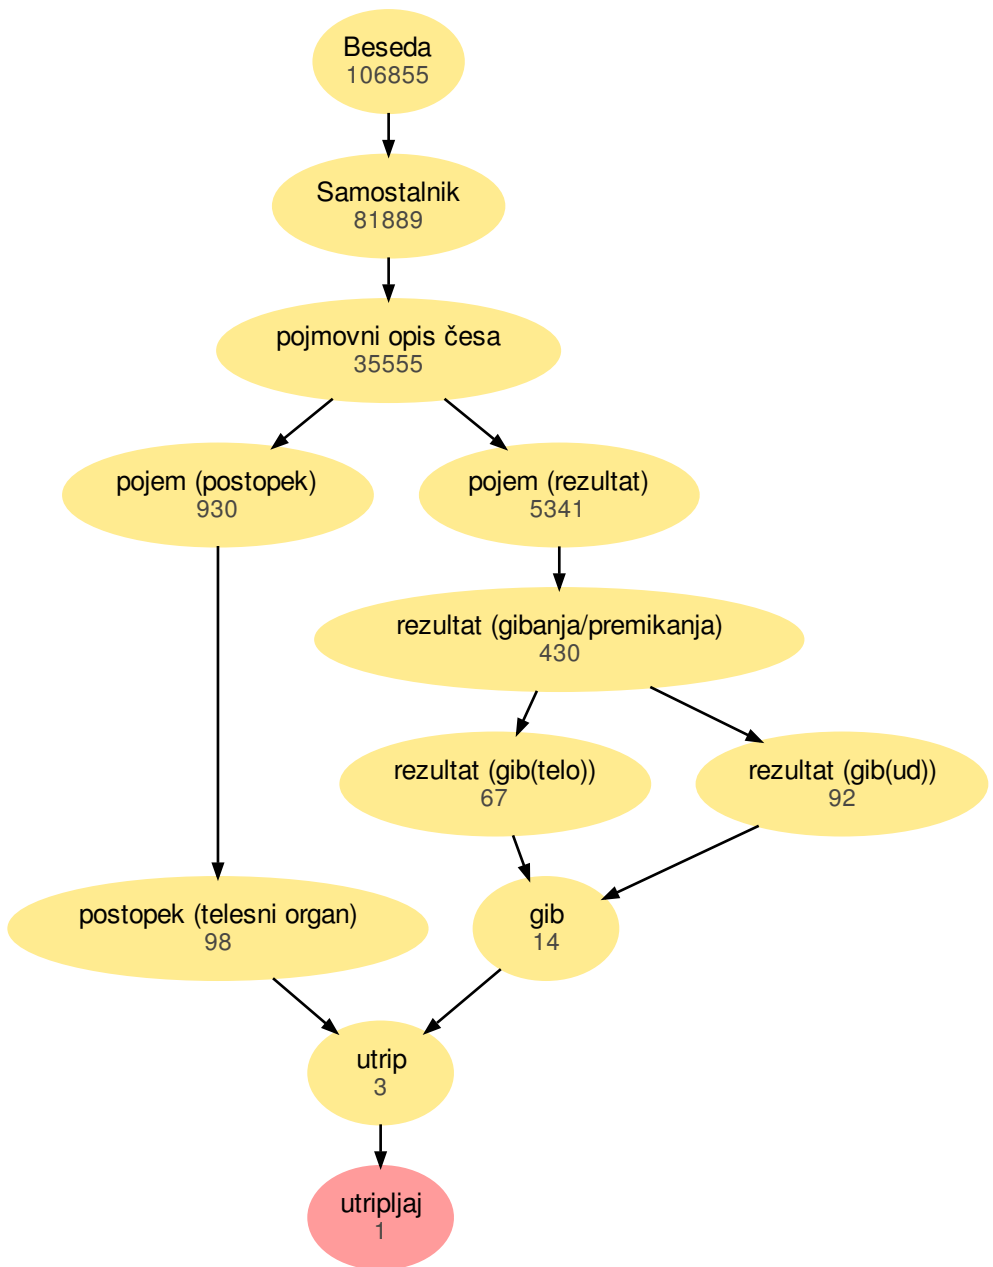 Beseda
106855
Samostalnik
81889
pojmovni opis česa
35555
pojem (postopek)
930
pojem (rezultat)
5341
rezultat (gibanja/premikanja)
430
rezultat (gib(telo))
67
rezultat (gib(ud))
92
postopek (telesni organ)
98
gib
14
utrip
3
utripljaj
1